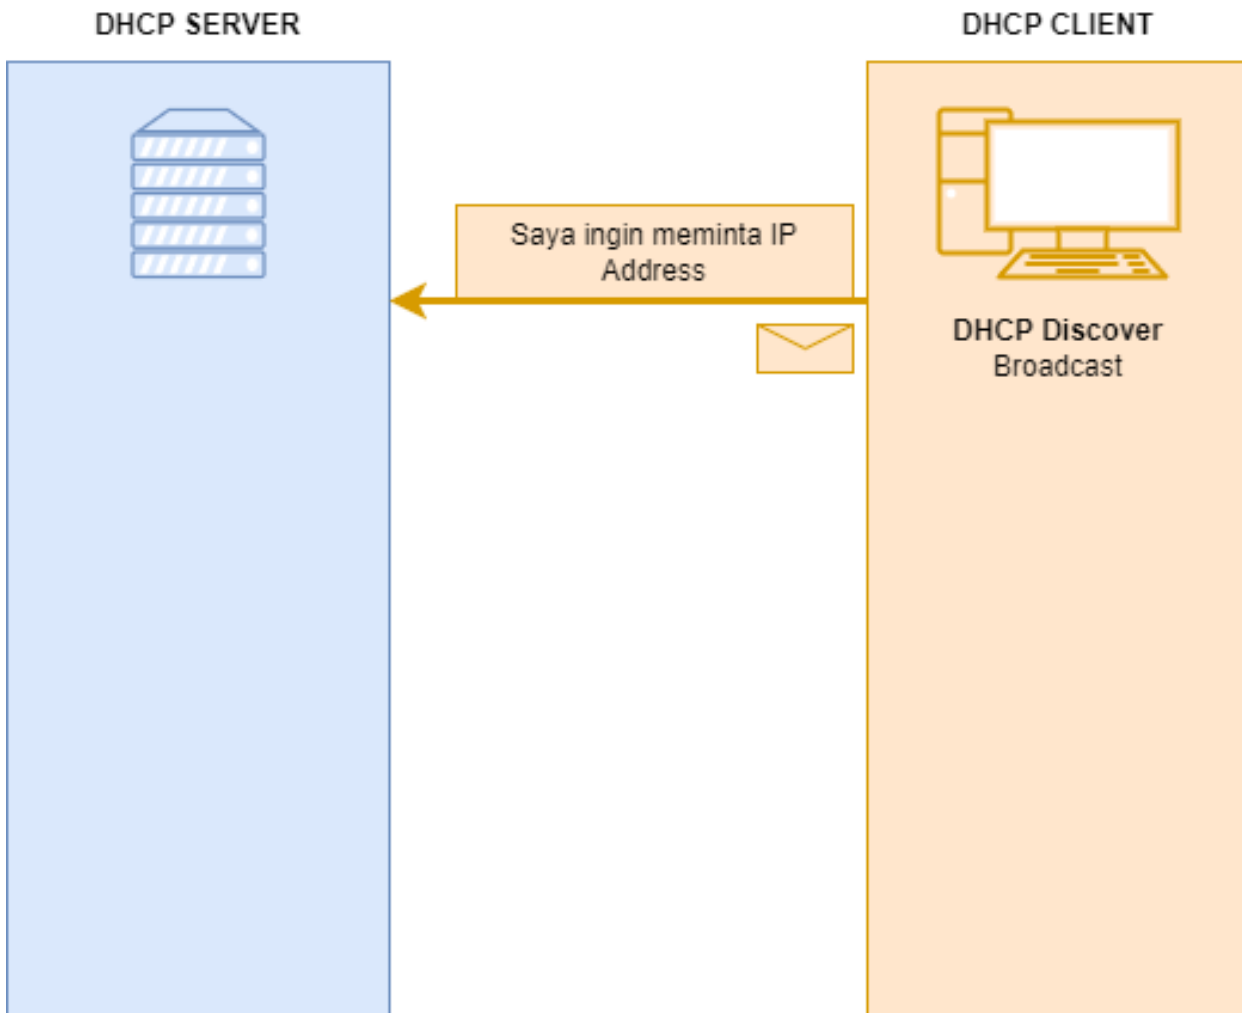 DHCP SERVER
DHCP CLIENT
Saya ingin meminta IP
Address
DHCP Discover
Broadcast